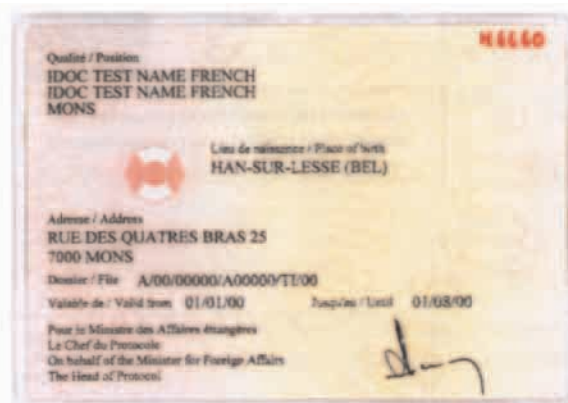 H6660
Qualité / Position
IDOC TEST NAME FRENCH
IDOC TEST NAME FRENCH
MONS
Lieu de naissance / Place of birth
HAN-SUR-LESSE (BEL)
Adresse / Address
RUE DES QUATRES BRAS 25
7000 MONS
Dossier / File A/00/00000/A00000/TI/00
Valable de / Valid from 01/01/00 Jusqu'au / Until 01/08/00
Pour le Ministre des Affaires étrangères
Le Chef du Protocole
On behalf of the Minister for Foreign Affairs
The Head of Protocol